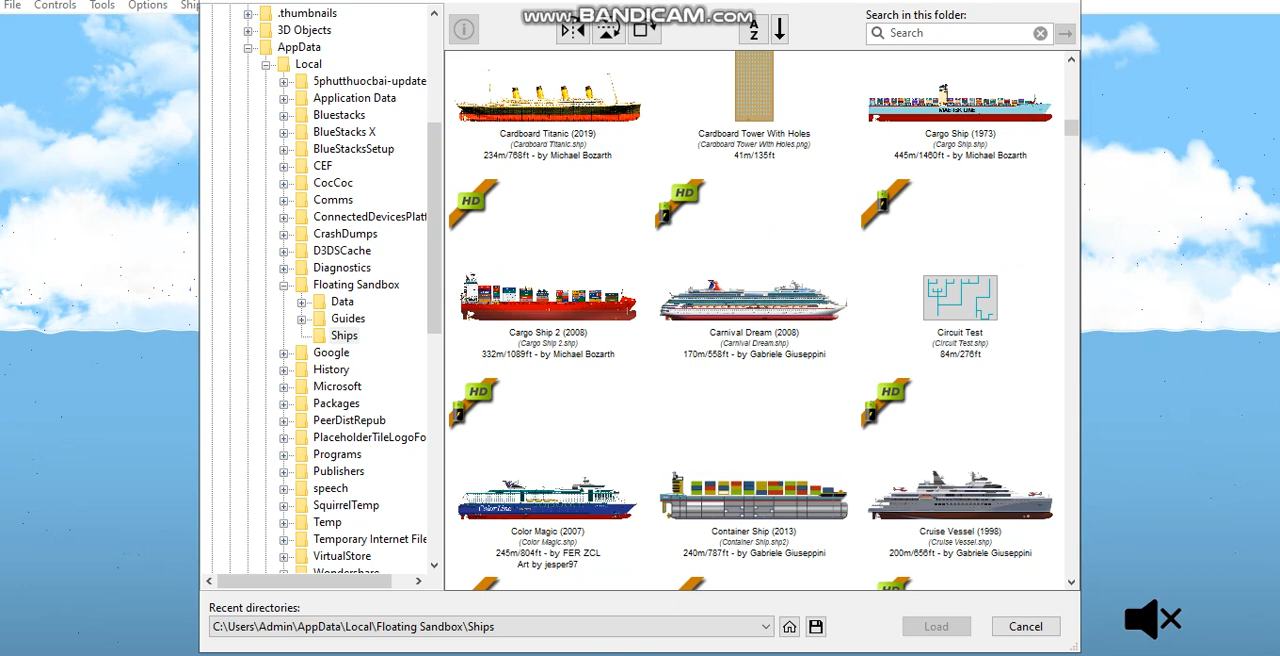 File Controls Tools Options
www.BANDICAM.com
Search in this folder:
Search
A
Z
.thumbnails
3D Objects
AppData
Local
5phutthuocbai-update
Application Data
Bluestacks
BlueStacks X
BlueStacksSetup
CEF
CocCoc
Comms
ConnectedDevicesPlatf
CrashDumps
D3DSCache
Diagnostics
Floating Sandbox
Data
Guides
Ships
Google
History
Microsoft
Packages
PeerDistRepub
PlaceholderTileLogoFo
Programs
Publishers
speech
SquirrelTemp
Temp
Temporary Internet File
VirtualStore
Wondershare
MAERSK LINE
Cardboard Titanic (2019)
(Cardboard Titanic.shp)
234m/768ft - by Michael Bozarth
Cardboard Tower With Holes
(Cardboard Tower With Holes.png)
41m/135ft
Cargo Ship (1973)
(Cargo Ship.shp)
445m/1460ft - by Michael Bozarth
HD
HD
Cargo Ship 2 (2008)
(Cargo Ship 2.shp)
332m/1089ft - by Michael Bozarth
Carnival Dream (2008)
(Carnival Dream.shp)
170m/558ft - by Gabriele Giuseppini
Circuit Test
(Circuit Test.shp)
84m/276ft
HD
HD
Color Line
Color Magic (2007)
(Color Magic.shp)
245m/804ft - by FER ZCL
Art by jesper97
Container Ship (2013)
(Container Ship.shp2)
240m/787ft - by Gabriele Giuseppini
Cruise Vessel (1998)
(Cruise Vessel.shp)
200m/656ft - by Gabriele Giuseppini
HD
Recent directories:
C:\Users\Admin\AppData\Local\Floating Sandbox\Ships
Load
Cancel